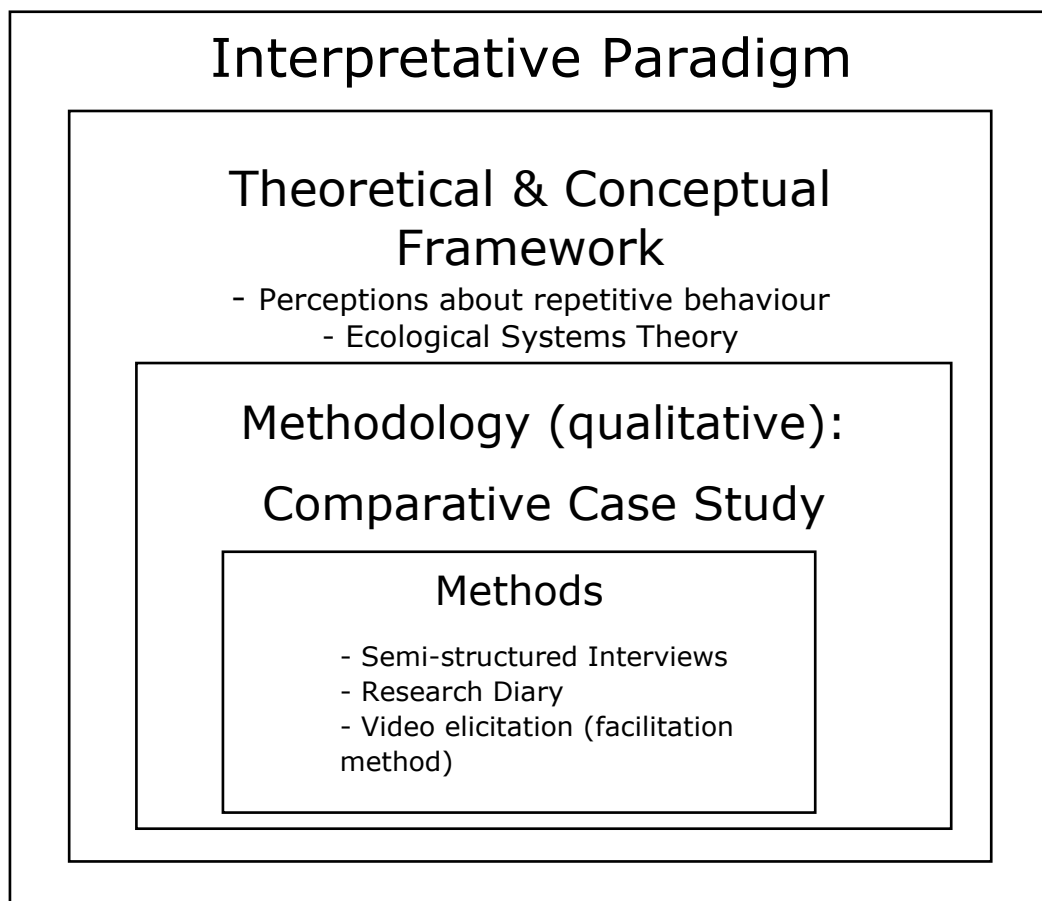 Interpretative Paradigm
Theoretical & Conceptual
Framework
- Perceptions about repetitive behaviour
- Ecological Systems Theory
Methodology (qualitative):
Comparative Case Study
Methods
- Semi-structured Interviews
- Research Diary
- Video elicitation (facilitation
method)